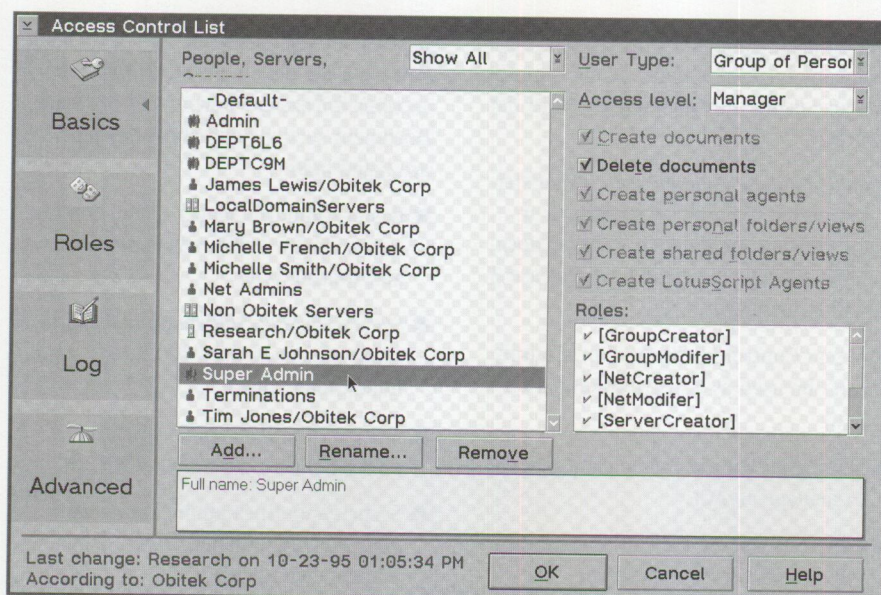 Access Control List
Basics
Roles
Log
Advanced
People, Servers,
Show All
-Default-
Admin
DEPT6L6
DEPTC9M
James Lewis/Obitek Corp
LocalDomainServers
Mary Brown/Obitek Corp
Michelle French/Obitek Corp
Michelle Smith/Obitek Corp
Net Admins
Non Obitek Servers
Research/Obitek Corp
Sarah E Johnson/Obitek Corp
Super Admin
Terminations
Tim Jones/Obitek Corp
Add...
Rename...
Remove
Full name: Super Admin
User Type:
Group of Person
Access level:
Manager
Create documents
Delete documents
Create personal agents
Create personal folders/views
Create shared folders/views
Create LotusScript Agents
Roles:
[GroupCreator]
[GroupModifer]
[NetCreator]
[NetModifer]
[ServerCreator]
Last change: Research on 10-23-95 01:05:34 PM
According to: Obitek Corp
OK
Cancel
Help